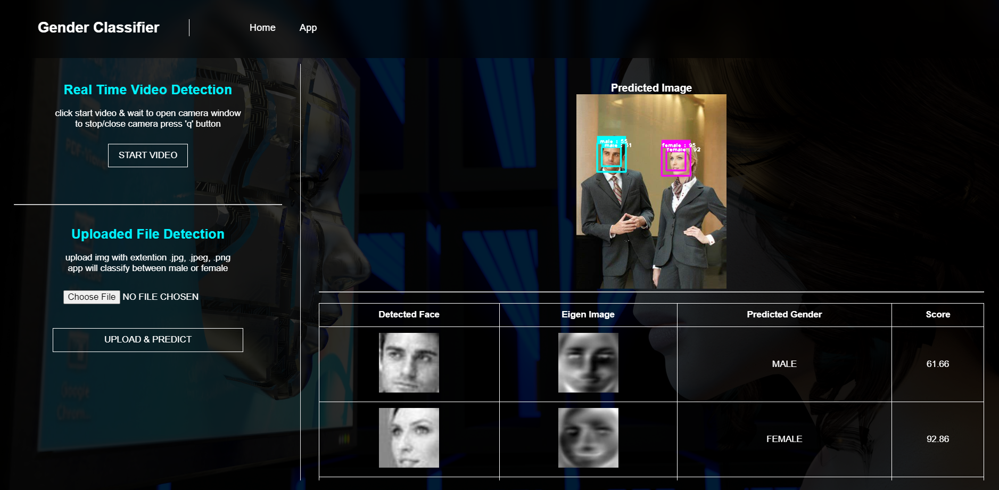 Gender Classifier
Home
App
Real Time Video Detection
click start video & wait to open camera window
to stop/close camera press 'q' button
START VIDEO
Uploaded File Detection
upload img with extention .jpg, .jpeg, .png
app will classify between male or female
Choose File NO FILE CHOSEN
UPLOAD & PREDICT
Predicted Image
male : 55
male : 61
female : 95
female : 92
Detected Face
Eigen Image
Predicted Gender
Score
MALE
61.66
FEMALE
92.86